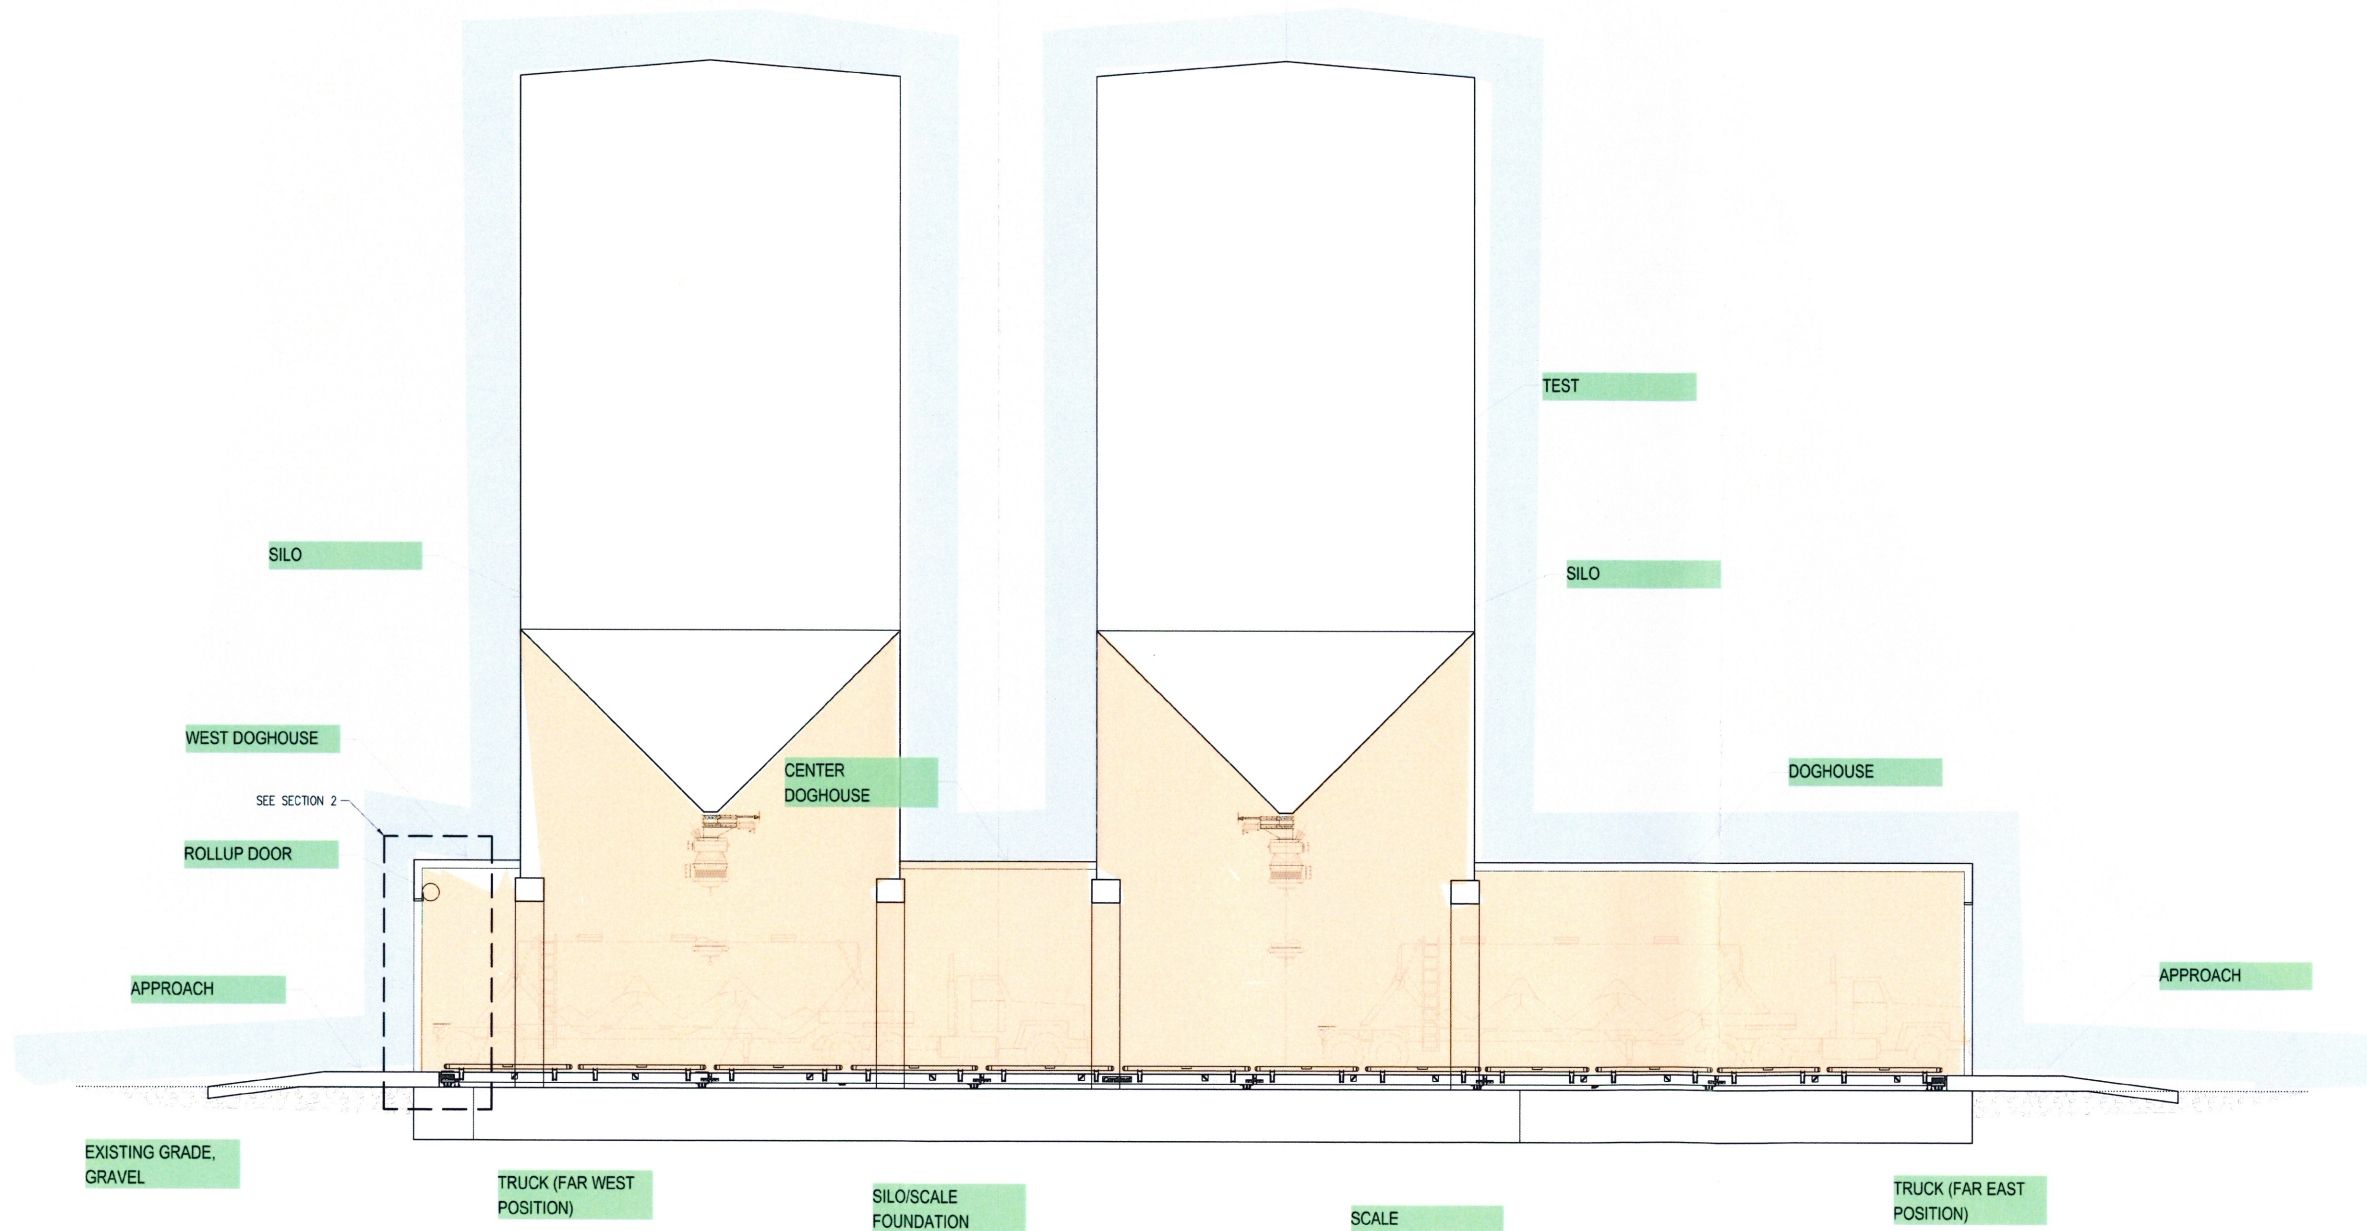 TEST
SILO
SILO
WEST DOGHOUSE
CENTER
DOGHOUSE
DOGHOUSE
SEE SECTION 2
ROLLUP DOOR
APPROACH
APPROACH
EXISTING GRADE,
GRAVEL
TRUCK (FAR WEST
POSITION)
SILO/SCALE
FOUNDATION
SCALE
TRUCK (FAR EAST
POSITION)